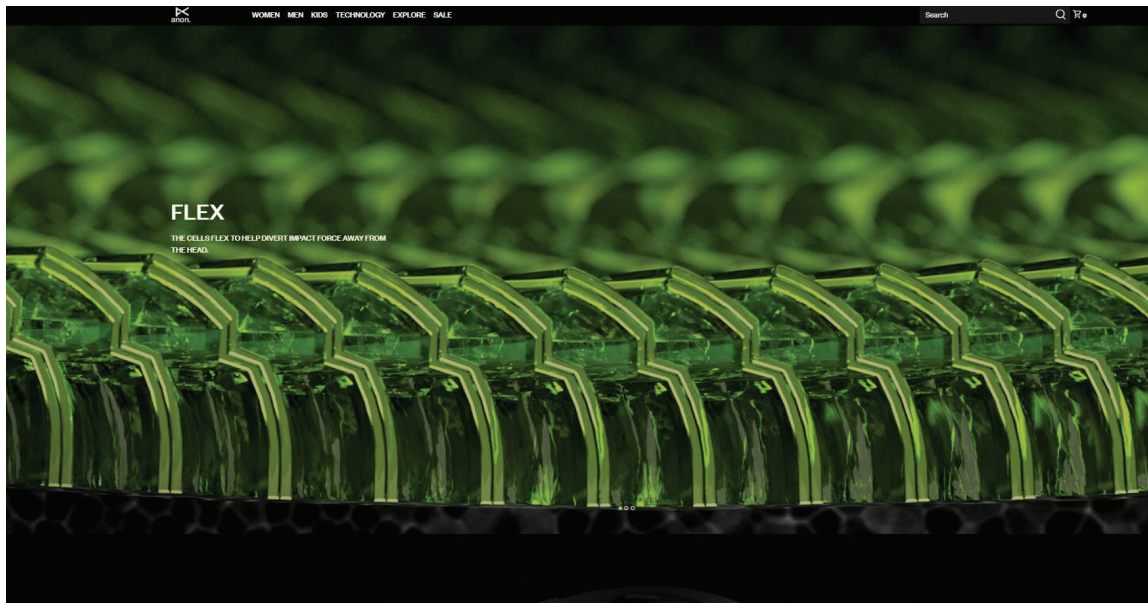 anon.
WOMEN MEN KIDS TECHNOLOGY EXPLORE SALE
Search
0
FLEX
THE CELLS FLEX TO HELP DIVERT IMPACT FORCE AWAY FROM
THE HEAD.